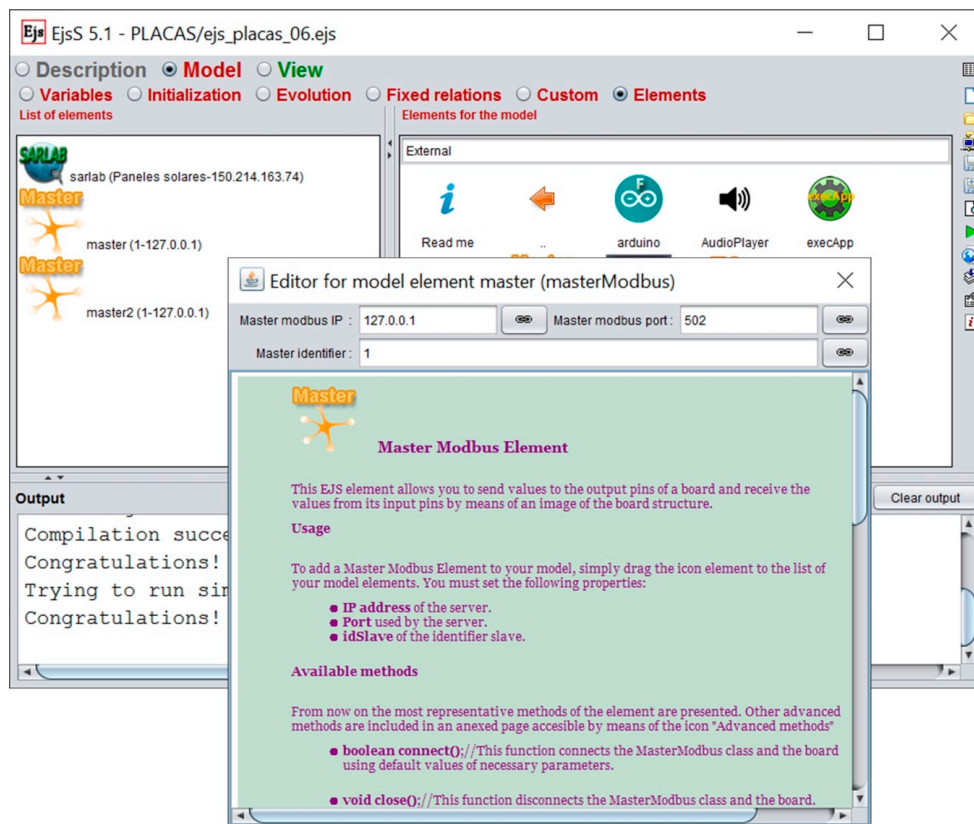 Ejs EjsS 5.1 - PLACAS/ejs_placas_06.ejs
Description Model View
Variables Initialization Evolution Fixed relations Custom Elements
List of elements
Elements for the model
SARLAB
sarlab (Paneles solares-150.214.163.74)
Master
master (1-127.0.0.1)
Master
master2 (1-127.0.0.1)
External
F
execApp
Read me .. arduino AudioPlayer execApp
Editor for model element master (masterModbus)
Master modbus IP : 127.0.0.1 Master modbus port : 502
Master identifier : 1
Master
Master Modbus Element
This EJS element allows you to send values to the output pins of a board and receive the
values from its input pins by means of an image of the board structure.
Usage
To add a Master Modbus Element to your model, simply drag the icon element to the list of
your model elements. You must set the following properties:
IP address of the server.
Port used by the server.
idSlave of the identifier slave.
Available methods
From now on the most representative methods of the element are presented. Other advanced
methods are included in an anexed page accesible by means of the icon "Advanced methods"
boolean connect();//This function connects the MasterModbus class and the board
using default values of necessary parameters.
void close();//This function disconnects the MasterModbus class and the board.
Output
Clear output
Compilation succe
Congratulations!
Trying to run sim
Congratulations!